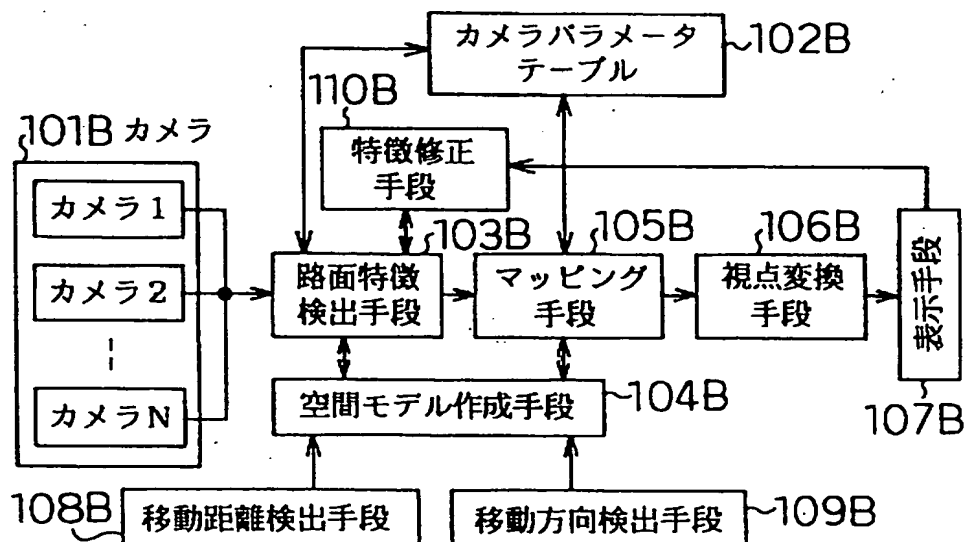 カメラパラメータ
テーブル
102B
110B
特徴修正
手段
101B カメラ
カメラ1
カメラ2
カメラN
103B
路面特徴
検出手段
105B
マッピング
手段
106B
視点変換
手段
表示手段
107B
空間モデル作成手段
104B
108B
移動距離検出手段
移動方向検出手段
109B